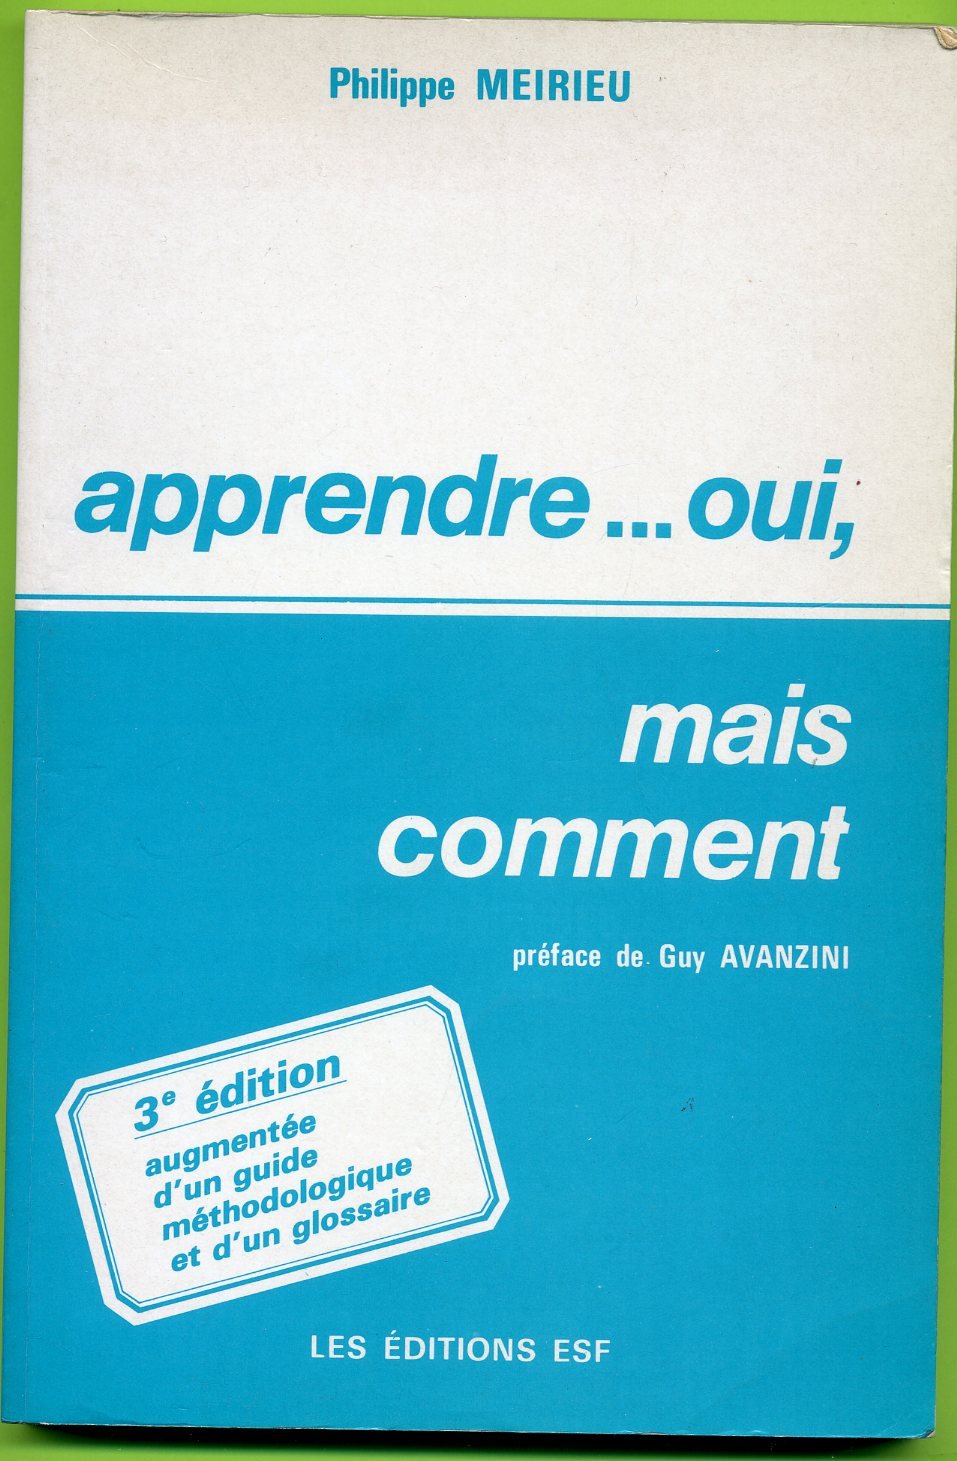 Philippe MEIRIEU
apprendre... oui,
mais
comment
préface de Guy AVANZINI
3e édition
augmentée
d'un guide
méthodologique
et d'un glossaire
LES ÉDITIONS ESF